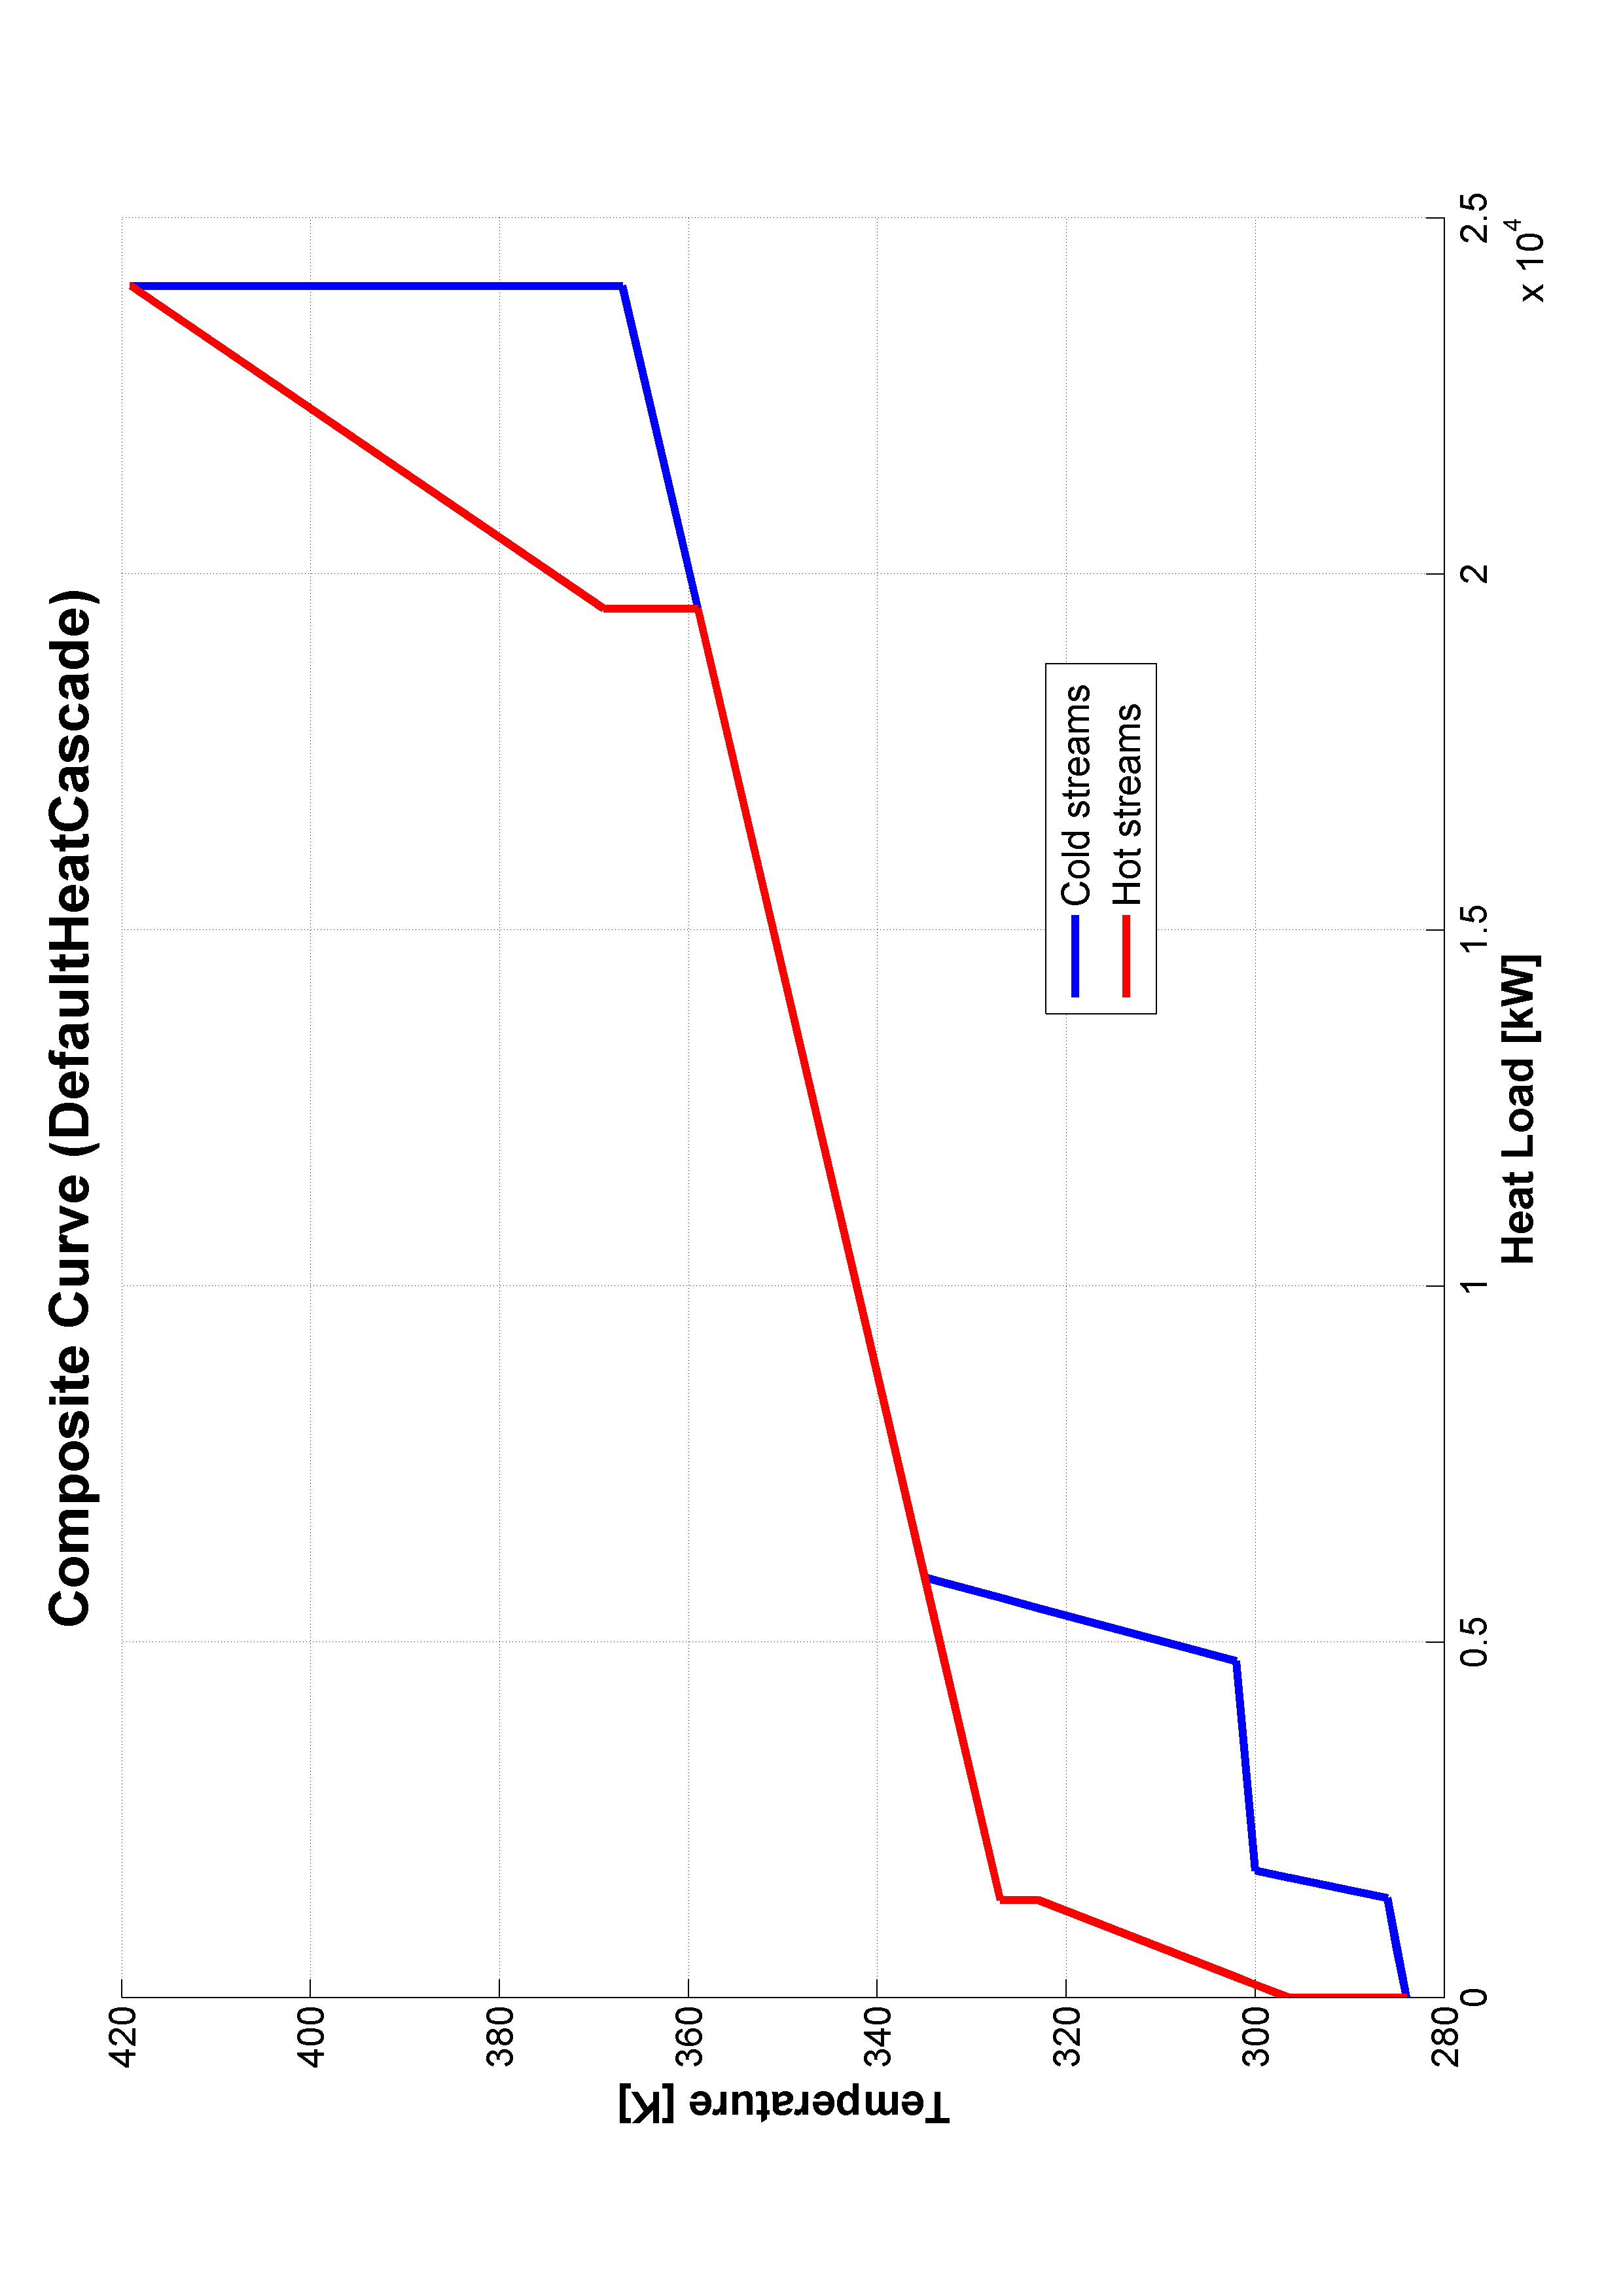 Composite Curve (DefaultHeatCascade)
Temperature [K]
420
400
380
360
340
320
300
280
0
0.5
1
1.5
2
2.5
x 10^4
Heat Load [kW]
Cold streams
Hot streams